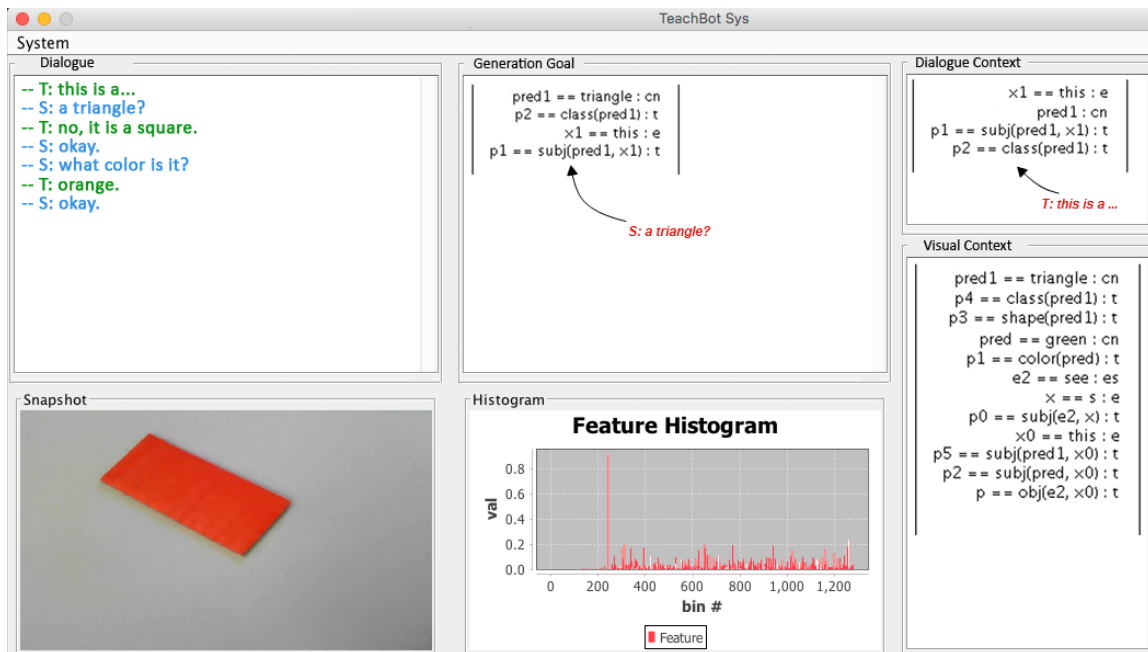 TeachBot Sys
System
Dialogue
-- T: this is a...
-- S: a triangle?
-- T: no, it is a square.
-- S: okay.
-- S: what color is it?
-- T: orange.
-- S: okay.
Generation Goal
pred1 == triangle : cn
p2 == class(pred1) : t
x1 == this : e
p1 == subj(pred1, x1) : t
S: a triangle?
Dialogue Context
x1 == this : e
pred1 : cn
p1 == subj(pred1, x1) : t
p2 == class(pred1) : t
T: this is a ...
Visual Context
pred1 == triangle : cn
p4 == class(pred1) : t
p3 == shape(pred1) : t
pred == green : cn
p1 == color(pred) : t
e2 == see : es
x == s : e
p0 == subj(e2, x) : t
x0 == this : e
p5 == subj(pred1, x0) : t
p2 == subj(pred, x0) : t
p == obj(e2, x0) : t
Snapshot
Histogram
Feature Histogram
val
0.8
0.6
0.4
0.2
0.0
0 200 400 600 800 1,000 1,200
bin #
Feature